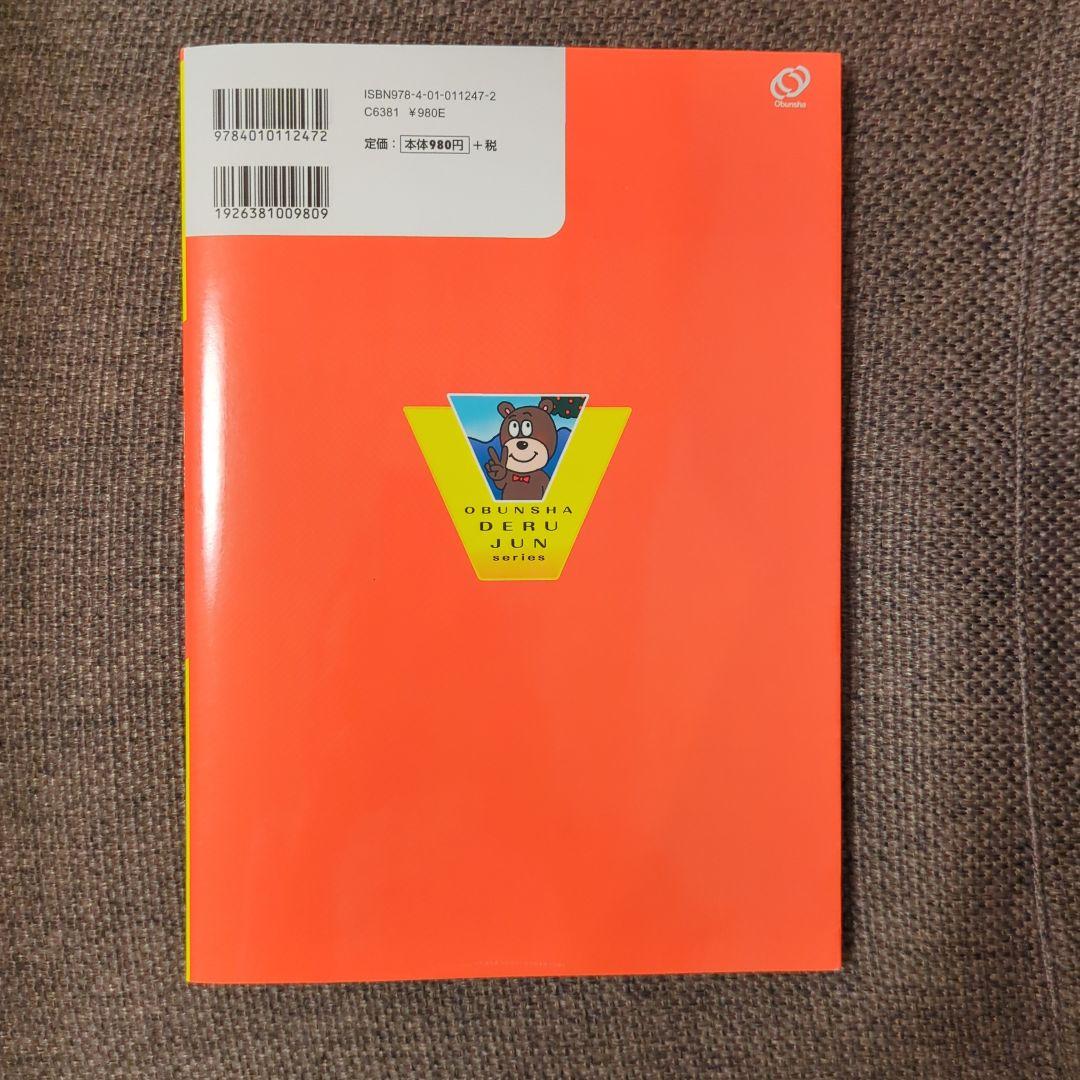 ISBN978-4-01-011247-2
C6381 ¥980E
定価： 本体980円 + 税
9784010112472
1926381009809
Obunsha
OBUNSHA
DERU
JUN
series